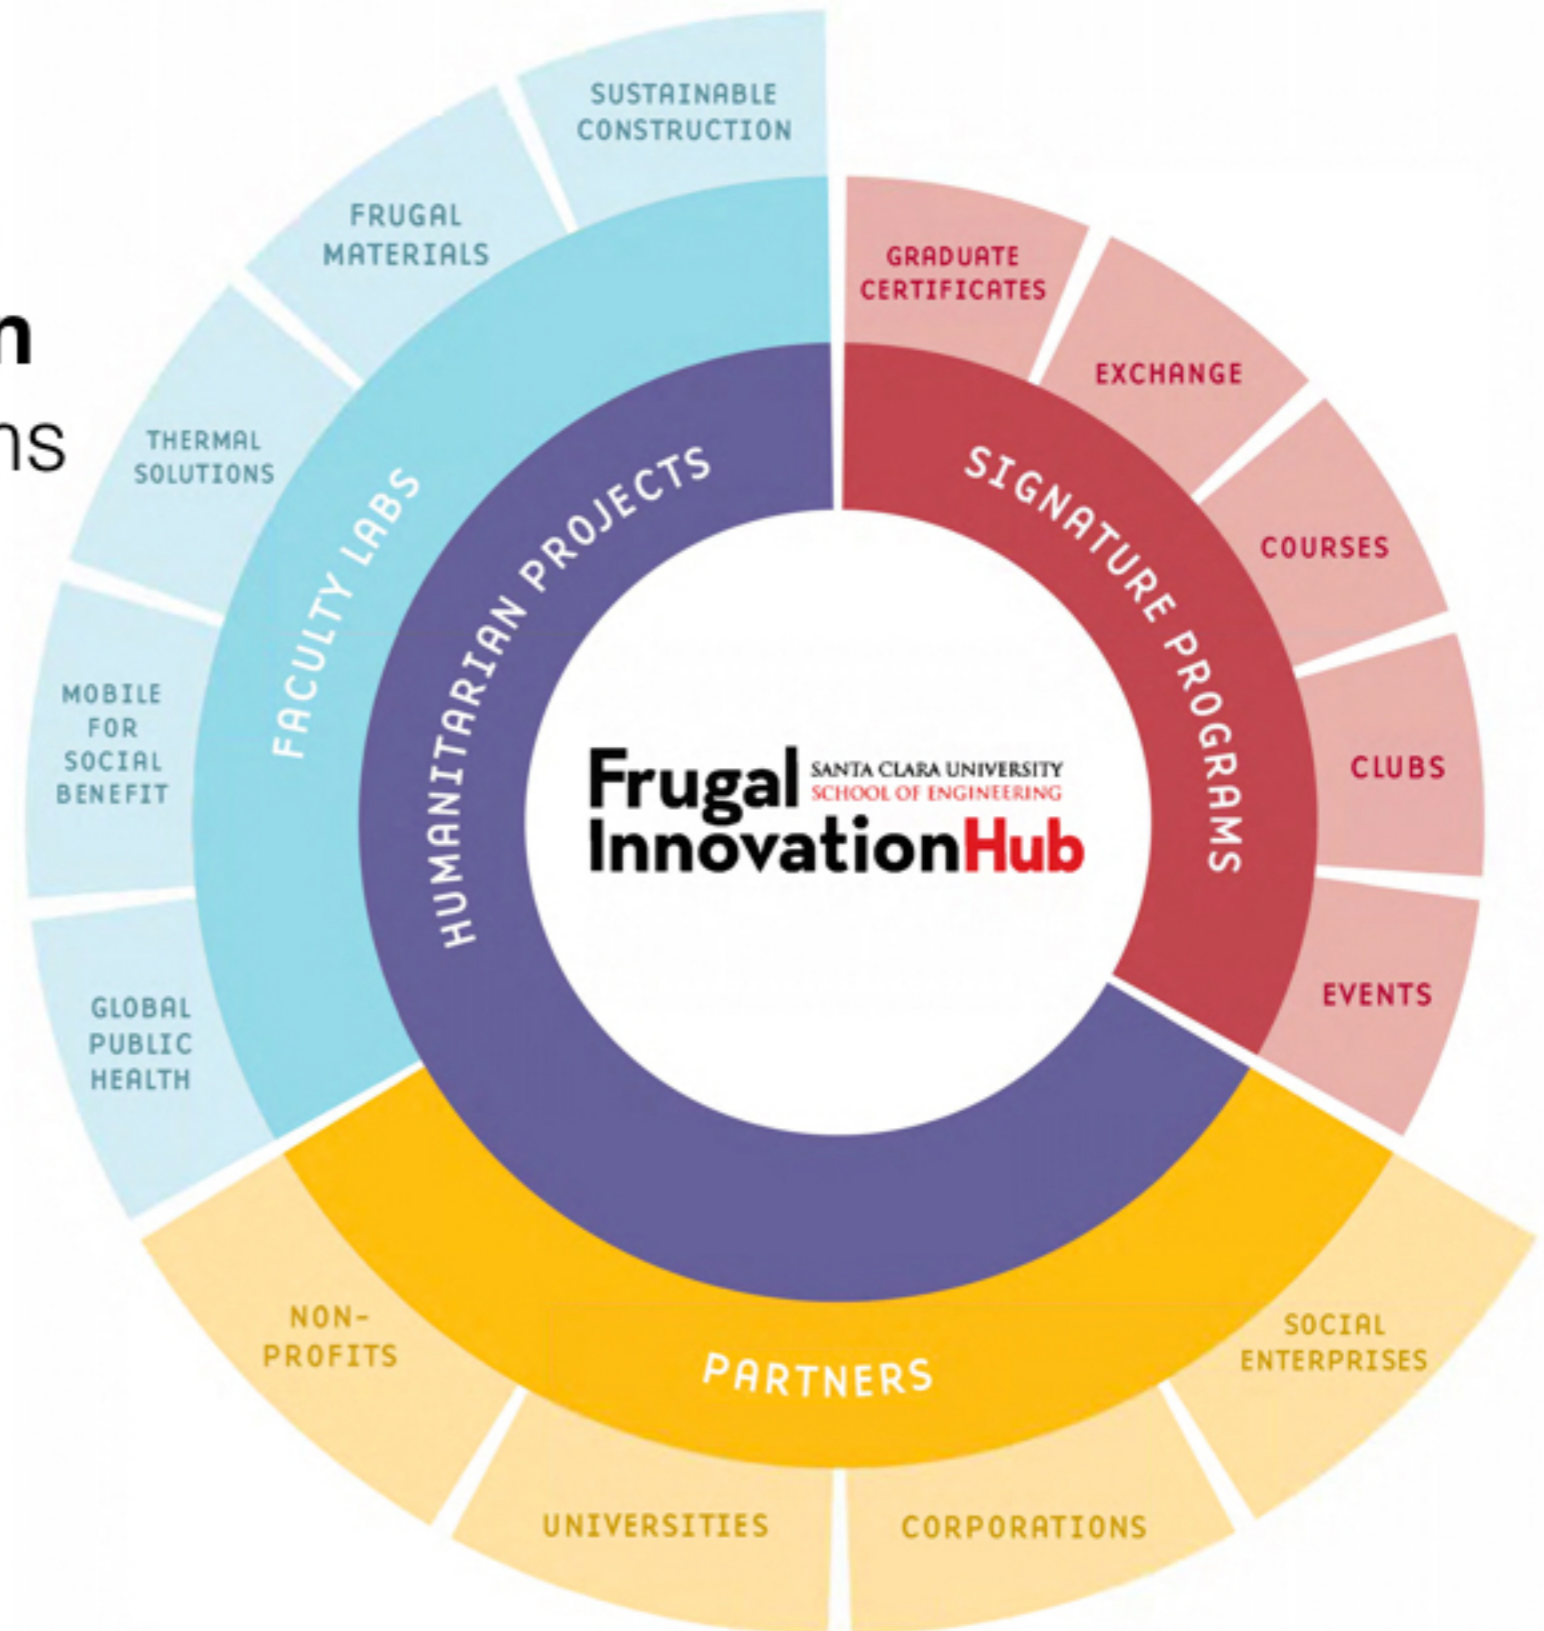 SUSTAINABLE
CONSTRUCTION
FRUGAL
MATERIALS
THERMAL
SOLUTIONS
MOBILE
FOR
SOCIAL
BENEFIT
GLOBAL
PUBLIC
HEALTH
FACULTY LABS
HUMANITARIAN PROJECTS
SIGNATURE PROGRAMS
GRADUATE
CERTIFICATES
EXCHANGE
COURSES
CLUBS
EVENTS
Frugal
SANTA CLARA UNIVERSITY
SCHOOL OF ENGINEERING
InnovationHub
PARTNERS
NON-
PROFITS
UNIVERSITIES
CORPORATIONS
SOCIAL
ENTERPRISES